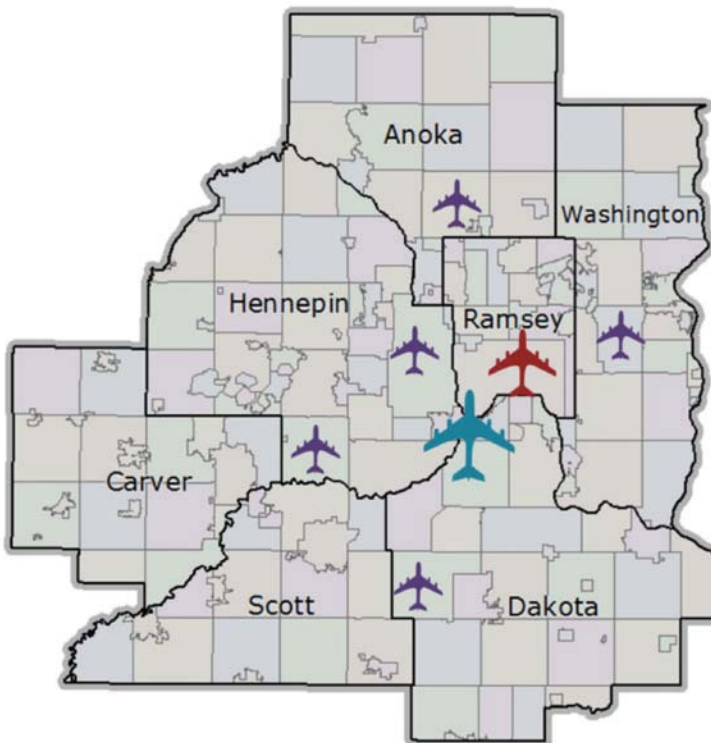 Anoka
Washington
Hennepin
Ramsey
Carver
Scott
Dakota